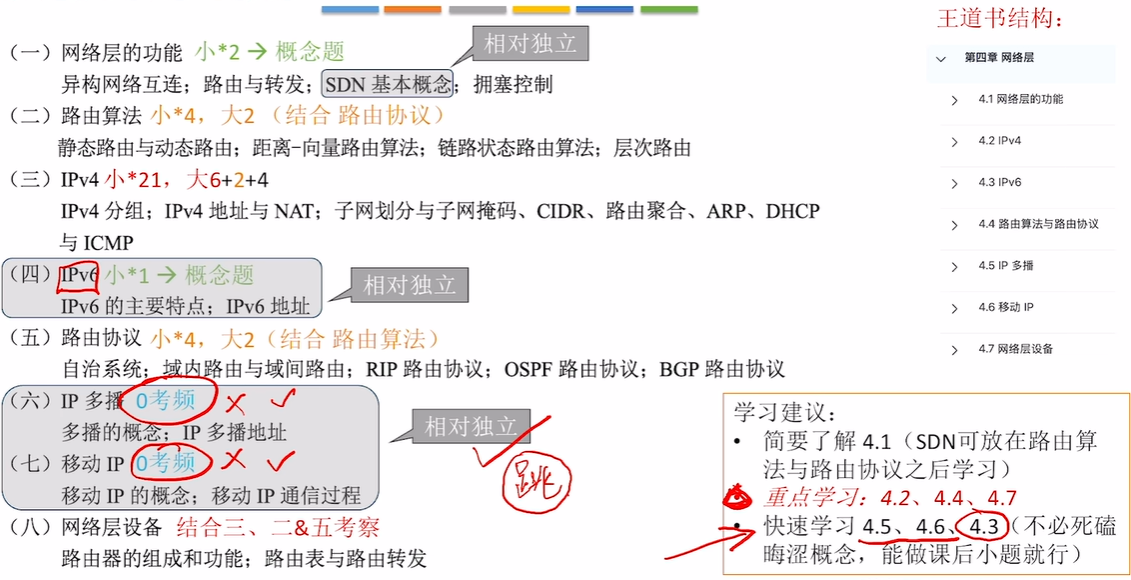 （一）网络层的功能 小*2 → 概念题
相对独立
异构网络互连；路由与转发；SDN 基本概念；拥塞控制
（二）路由算法 小*4，大2 （结合 路由协议）
静态路由与动态路由；距离-向量路由算法；链路状态路由算法；层次路由
（三）IPv4 小*21，大6+2+4
IPv4 分组；IPv4 地址与 NAT；子网划分与子网掩码、CIDR、路由聚合、ARP、DHCP
与 ICMP
（四）IPv6 小*1 → 概念题
相对独立
IPv6 的主要特点；IPv6 地址
（五）路由协议 小*4，大2（结合 路由算法）
自治系统；域内路由与域间路由；RIP 路由协议；OSPF 路由协议；BGP 路由协议
（六）IP 多播 0考频
相对独立
多播的概念；IP 多播地址
（七）移动 IP 0考频
跳
移动 IP 的概念；移动 IP 通信过程
（八）网络层设备 结合三、二&五考察
路由器的组成和功能；路由表与路由转发
王道书结构：
第四章 网络层
4.1 网络层的功能
4.2 IPv4
4.3 IPv6
4.4 路由算法与路由协议
4.5 IP 多播
4.6 移动 IP
4.7 网络层设备
学习建议：
• 简要了解 4.1（SDN可放在路由算
法与路由协议之后学习）
重点学习：4.2、4.4、4.7
• 快速学习 4.5、4.6、4.3（不必死磕
晦涩概念，能做课后小题就行）